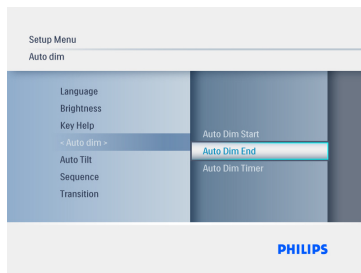 Setup Menu
Auto dim
Language
Brightness
Key Help
< Auto dim >
Auto Tilt
Sequence
Transition
Auto Dim Start
Auto Dim End
Auto Dim Timer
PHILIPS